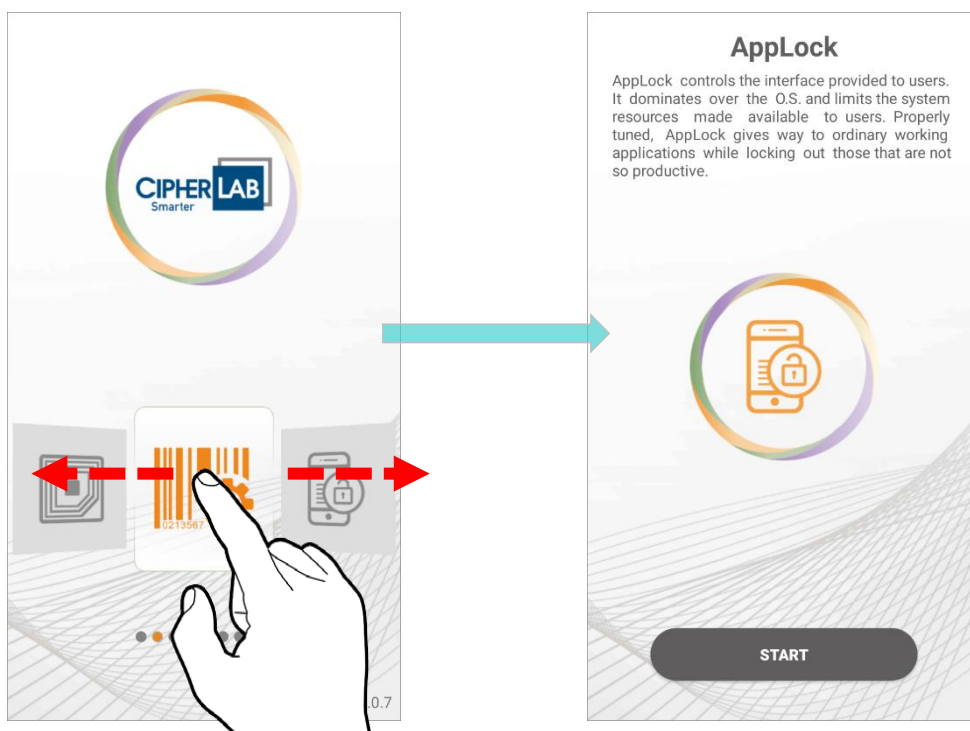 CIPHERLAB
Smarter
0213567
.0.7
AppLock
AppLock controls the interface provided to users.
It dominates over the O.S. and limits the system
resources made available to users. Properly
tuned, AppLock gives way to ordinary working
applications while locking out those that are not
so productive.
START